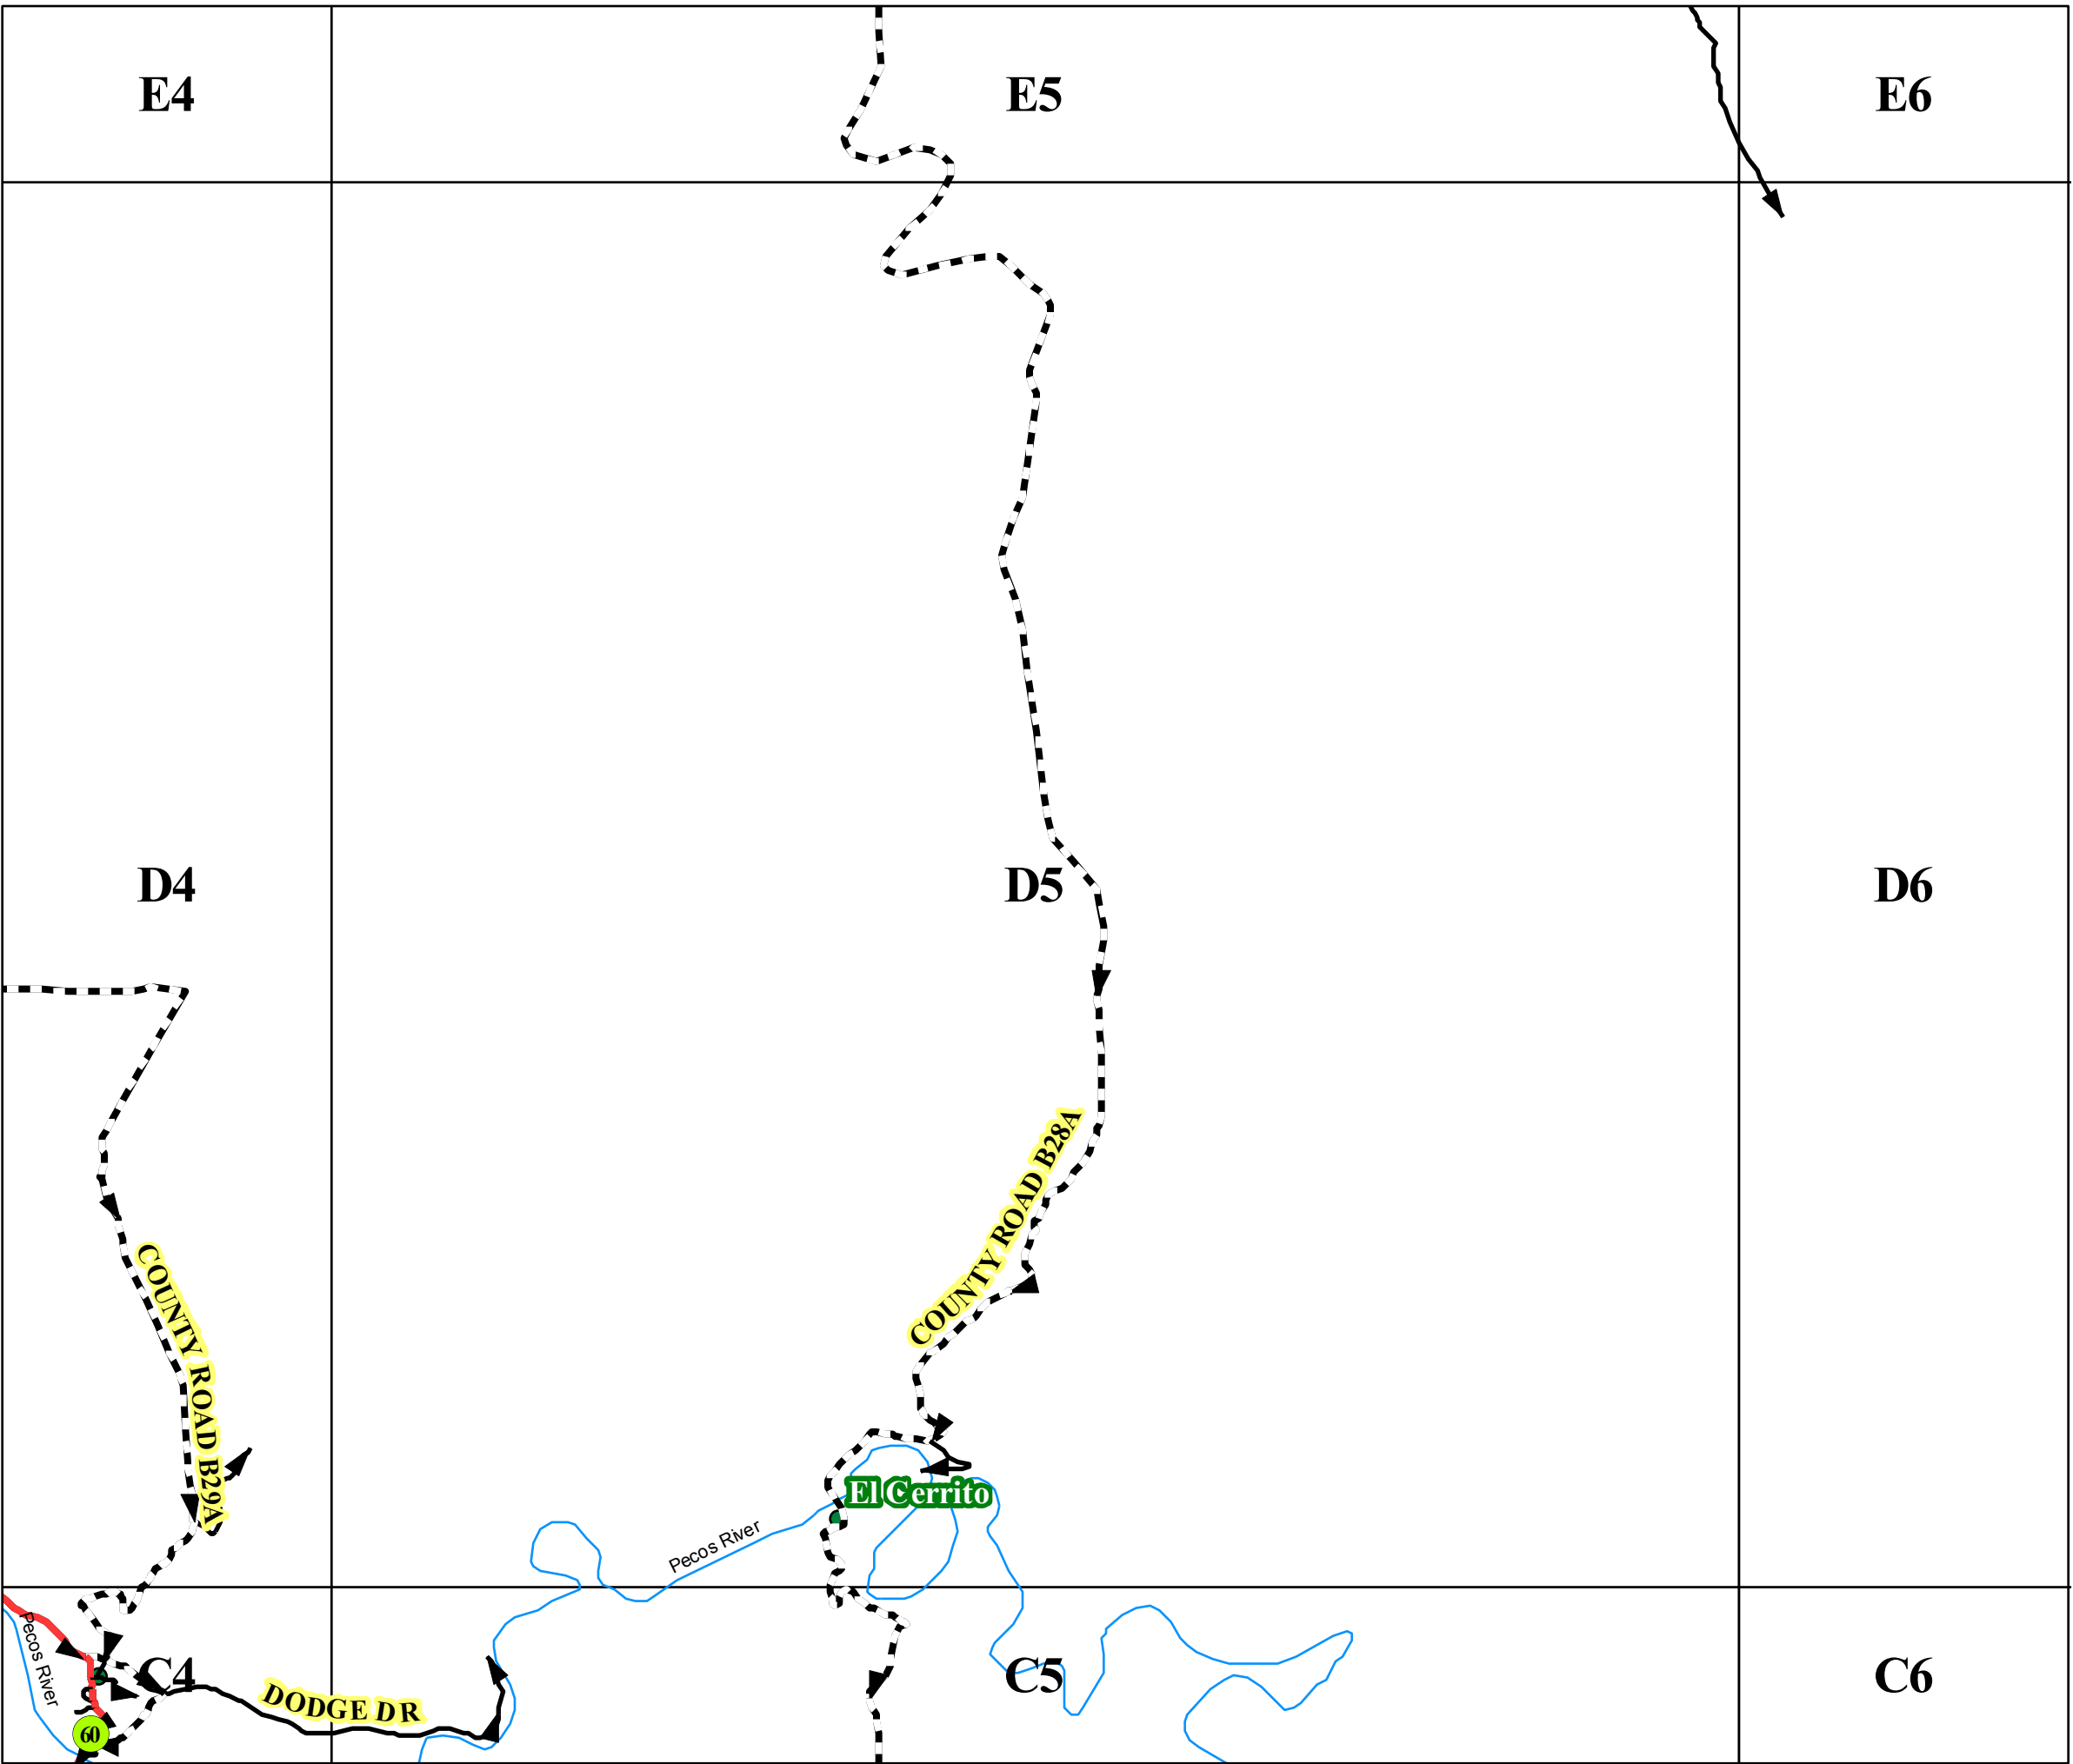 E4
E5
E6
D4
D5
D6
COUNTY ROAD B28A
COUNTY ROAD B29A
El Cerrito
Pecos River
Pecos River
C4
C5
C6
DODGE DR
60